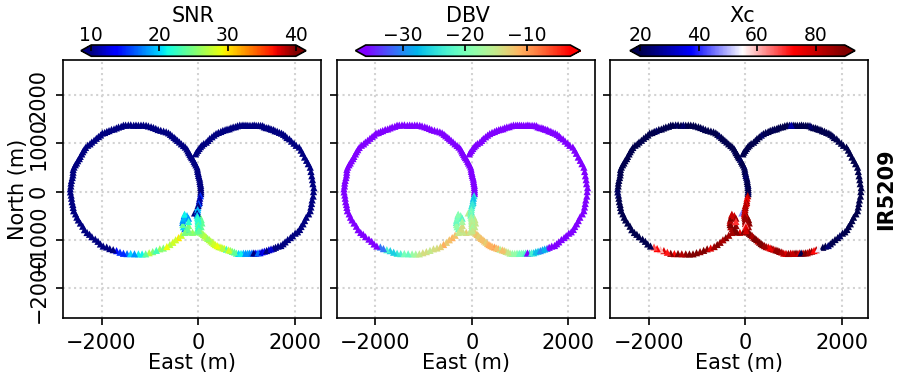 SNR
DBV
Xc
10 20 30 40
−30 −20 −10
20 40 60 80
North (m)
2000
1000
0
−1000
−2000
IR5209
−2000 0 2000
−2000 0 2000
−2000 0 2000
East (m)
East (m)
East (m)